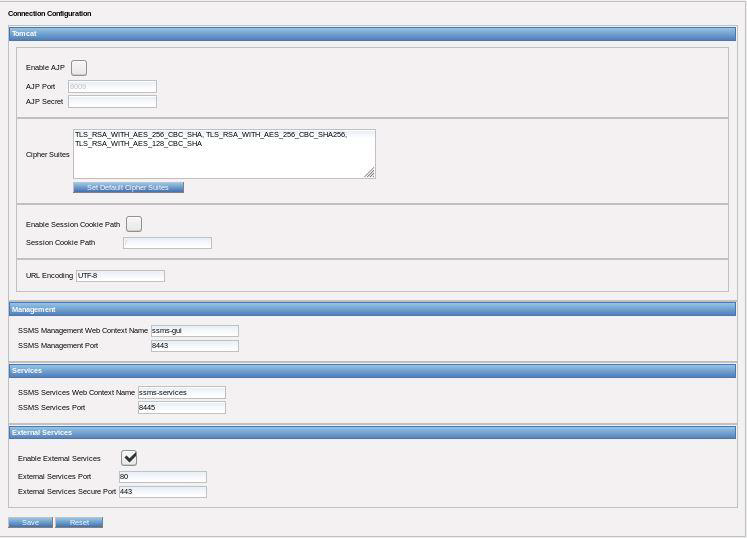 Connection Configuration
Tomcat
Enable AJP
AJP Port 8009
AJP Secret
Cipher Suites
TLS_RSA_WITH_AES_256_CBC_SHA, TLS_RSA_WITH_AES_256_CBC_SHA256,
TLS_RSA_WITH_AES_128_CBC_SHA
Set Default Cipher Suites
Enable Session Cookie Path
Session Cookie Path /
URL Encoding UTF-8
Management
SSMS Management Web Context Name ssms-gui
SSMS Management Port 8443
Services
SSMS Services Web Context Name ssms-services
SSMS Services Port 8445
External Services
Enable External Services
External Services Port 80
External Services Secure Port 443
Save Reset